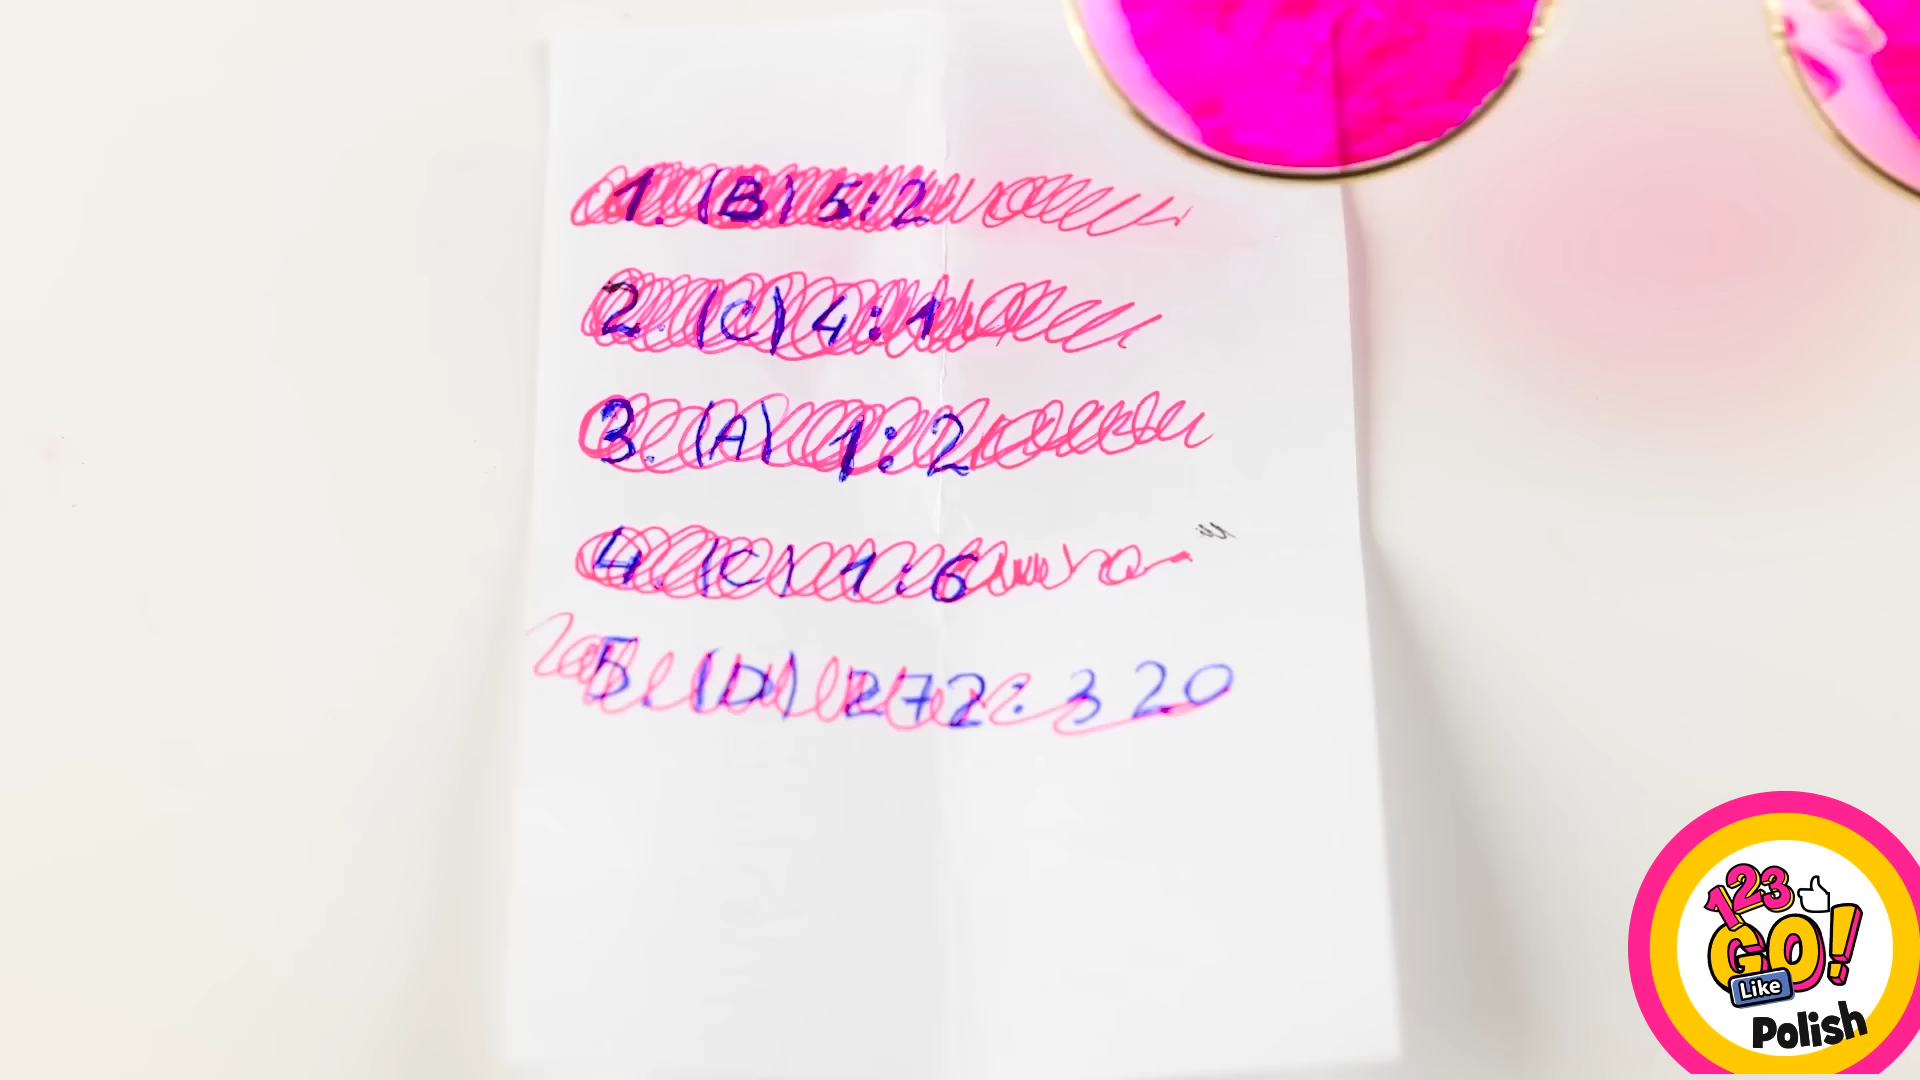 1. (B) 5:2
2. (C) 4:1
3. (A) 1:2
4. (C) 1:6
5. (D) 272:320
123
GO!
Like
Polish